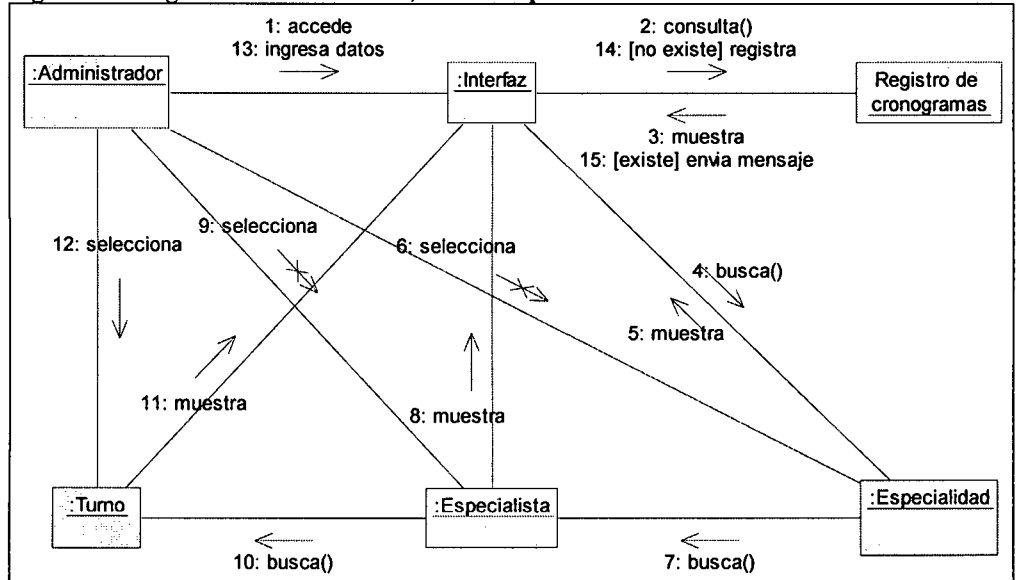 1: accede
13: ingresa datos
2: consulta()
14: [no existe] registra
:Administrador
:Interfaz
Registro de
cronogramas
3: muestra
15: [existe] envia mensaje
12: selecciona
9: selecciona
6: selecciona
4: busca()
5: muestra
11: muestra
8: muestra
:Turno
:Especialista
:Especialidad
10: busca()
7: busca()